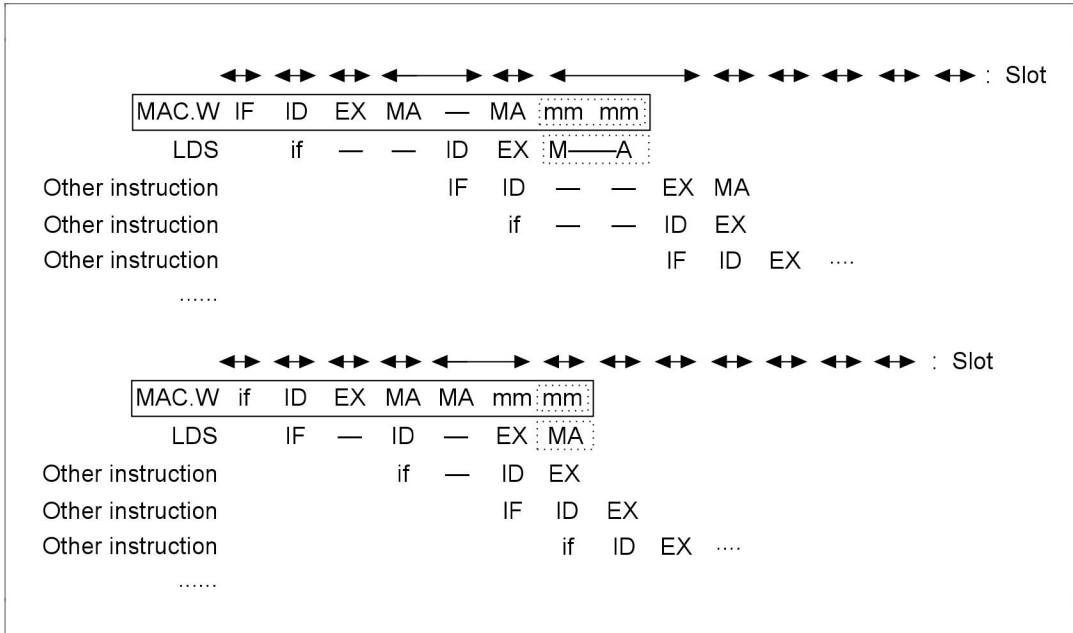 : Slot
MAC.W IF ID EX MA — MA mm mm
LDS if — — ID EX M——A
Other instruction IF ID — — EX MA
Other instruction if — — ID EX
Other instruction IF ID EX ....
......
: Slot
MAC.W if ID EX MA MA mm mm
LDS IF — ID — EX MA
Other instruction if — ID EX
Other instruction IF ID EX
Other instruction if ID EX ....
......